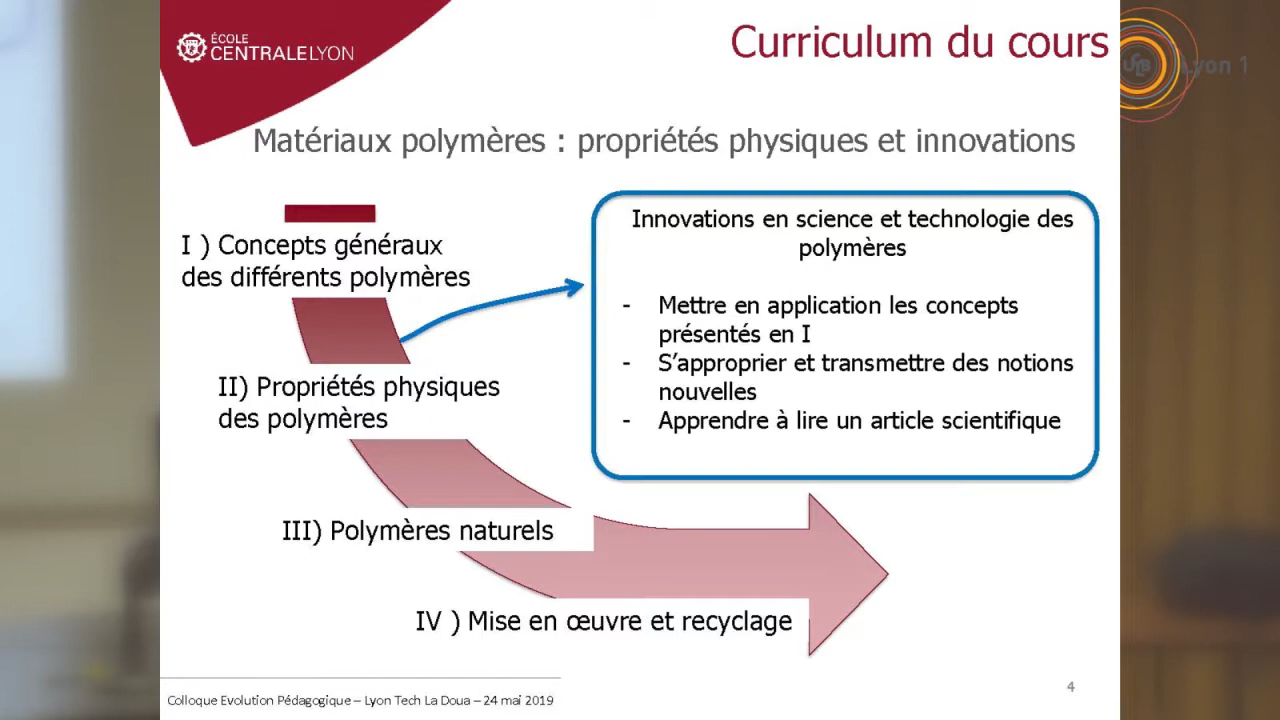 ÉCOLE
CENTRALELYON
Curriculum du cours
Lyon 1
Matériaux polymères : propriétés physiques et innovations
I ) Concepts généraux
des différents polymères
II) Propriétés physiques
des polymères
III) Polymères naturels
IV ) Mise en œuvre et recyclage
Innovations en science et technologie des
polymères
- Mettre en application les concepts
présentés en I
- S’approprier et transmettre des notions
nouvelles
- Apprendre à lire un article scientifique
Colloque Evolution Pédagogique – Lyon Tech La Doua – 24 mai 2019
4